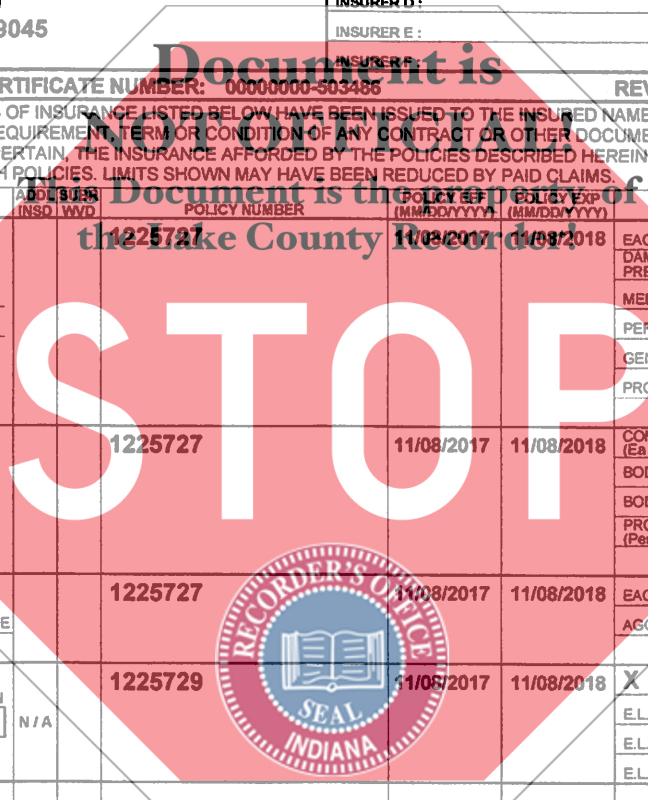 INSURER D :
9045
INSURER E :
INSURER F :
Document is
RTIFICATE NUMBER: 00000000-503486
REV
OF INSURANCE LISTED BELOW HAVE BEEN ISSUED TO THE INSURED NAME
NOT OFFICIAL!
EQUIREMENT, TERM OR CONDITION OF ANY CONTRACT OR OTHER DOCUME
ERTAIN, THE INSURANCE AFFORDED BY THE POLICIES DESCRIBED HEREIN
H POLICIES. LIMITS SHOWN MAY HAVE BEEN REDUCED BY PAID CLAIMS.
This Document is the property of
ADDL SUBR
INSD WVD
POLICY NUMBER
POLICY EFF
(MM/DD/YYYY)
POLICY EXP
(MM/DD/YYYY)
the Lake County Recorder!
1225727 11/08/2017 11/08/2018 EAC
DAM
PRE
MED
PER
GEN
PRO
STOP
1225727 11/08/2017 11/08/2018 COM
(Ea
BOD
BOD
PRO
(Per
1225727 11/08/2017 11/08/2018 EAC
E
AGG
1225729 11/08/2017 11/08/2018 X
N
N / A
E.L.
E.L.
E.L.
RECORDER'S OFFICE
SEAL
INDIANA